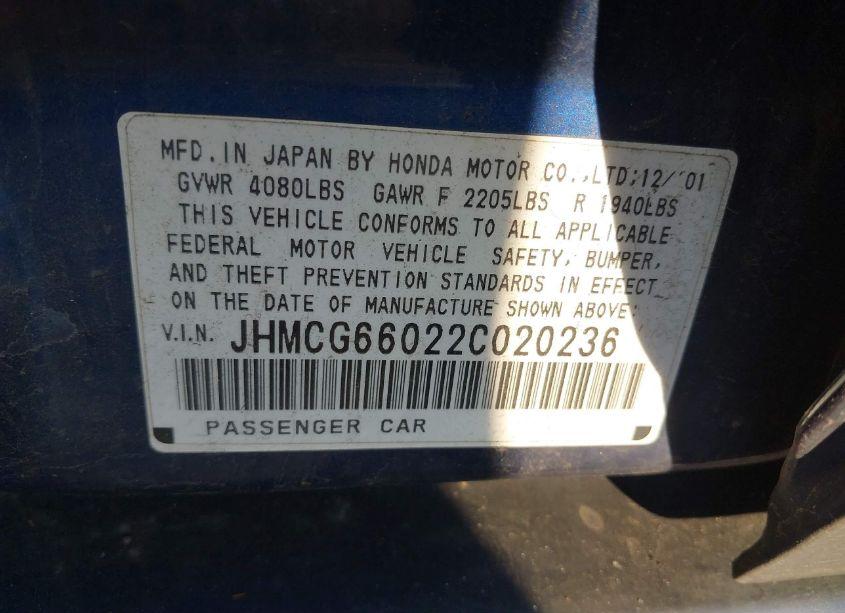 MFD. IN JAPAN BY HONDA MOTOR CO., LTD; 12/'01
GVWR 4080LBS GAWR F 2205LBS R 1940LBS
THIS VEHICLE CONFORMS TO ALL APPLICABLE
FEDERAL MOTOR VEHICLE SAFETY, BUMPER,
AND THEFT PREVENTION STANDARDS IN EFFECT
ON THE DATE OF MANUFACTURE SHOWN ABOVE:
V.I.N. JHMCG66022C020236
PASSENGER CAR